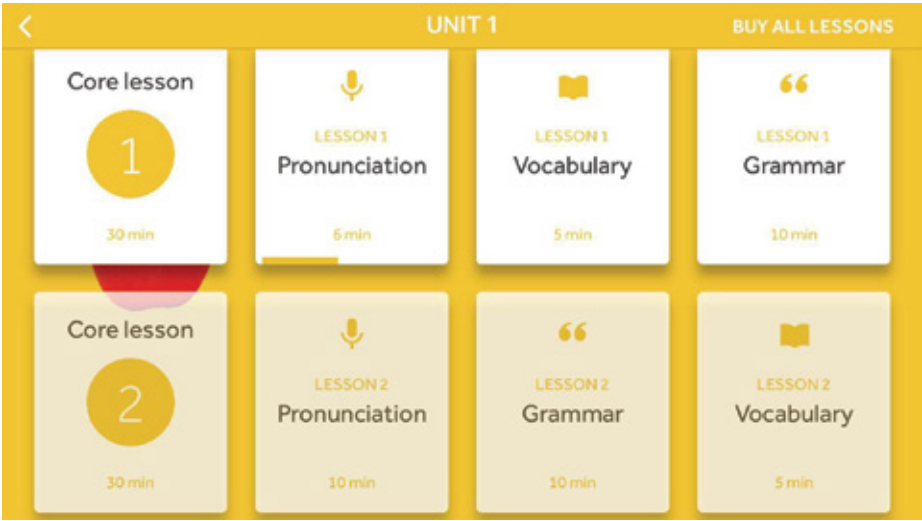 UNIT 1
BUY ALL LESSONS
Core lesson
1
30 min
LESSON 1
Pronunciation
6 min
LESSON 1
Vocabulary
5 min
LESSON 1
Grammar
10 min
Core lesson
2
30 min
LESSON 2
Pronunciation
10 min
LESSON 2
Grammar
10 min
LESSON 2
Vocabulary
5 min